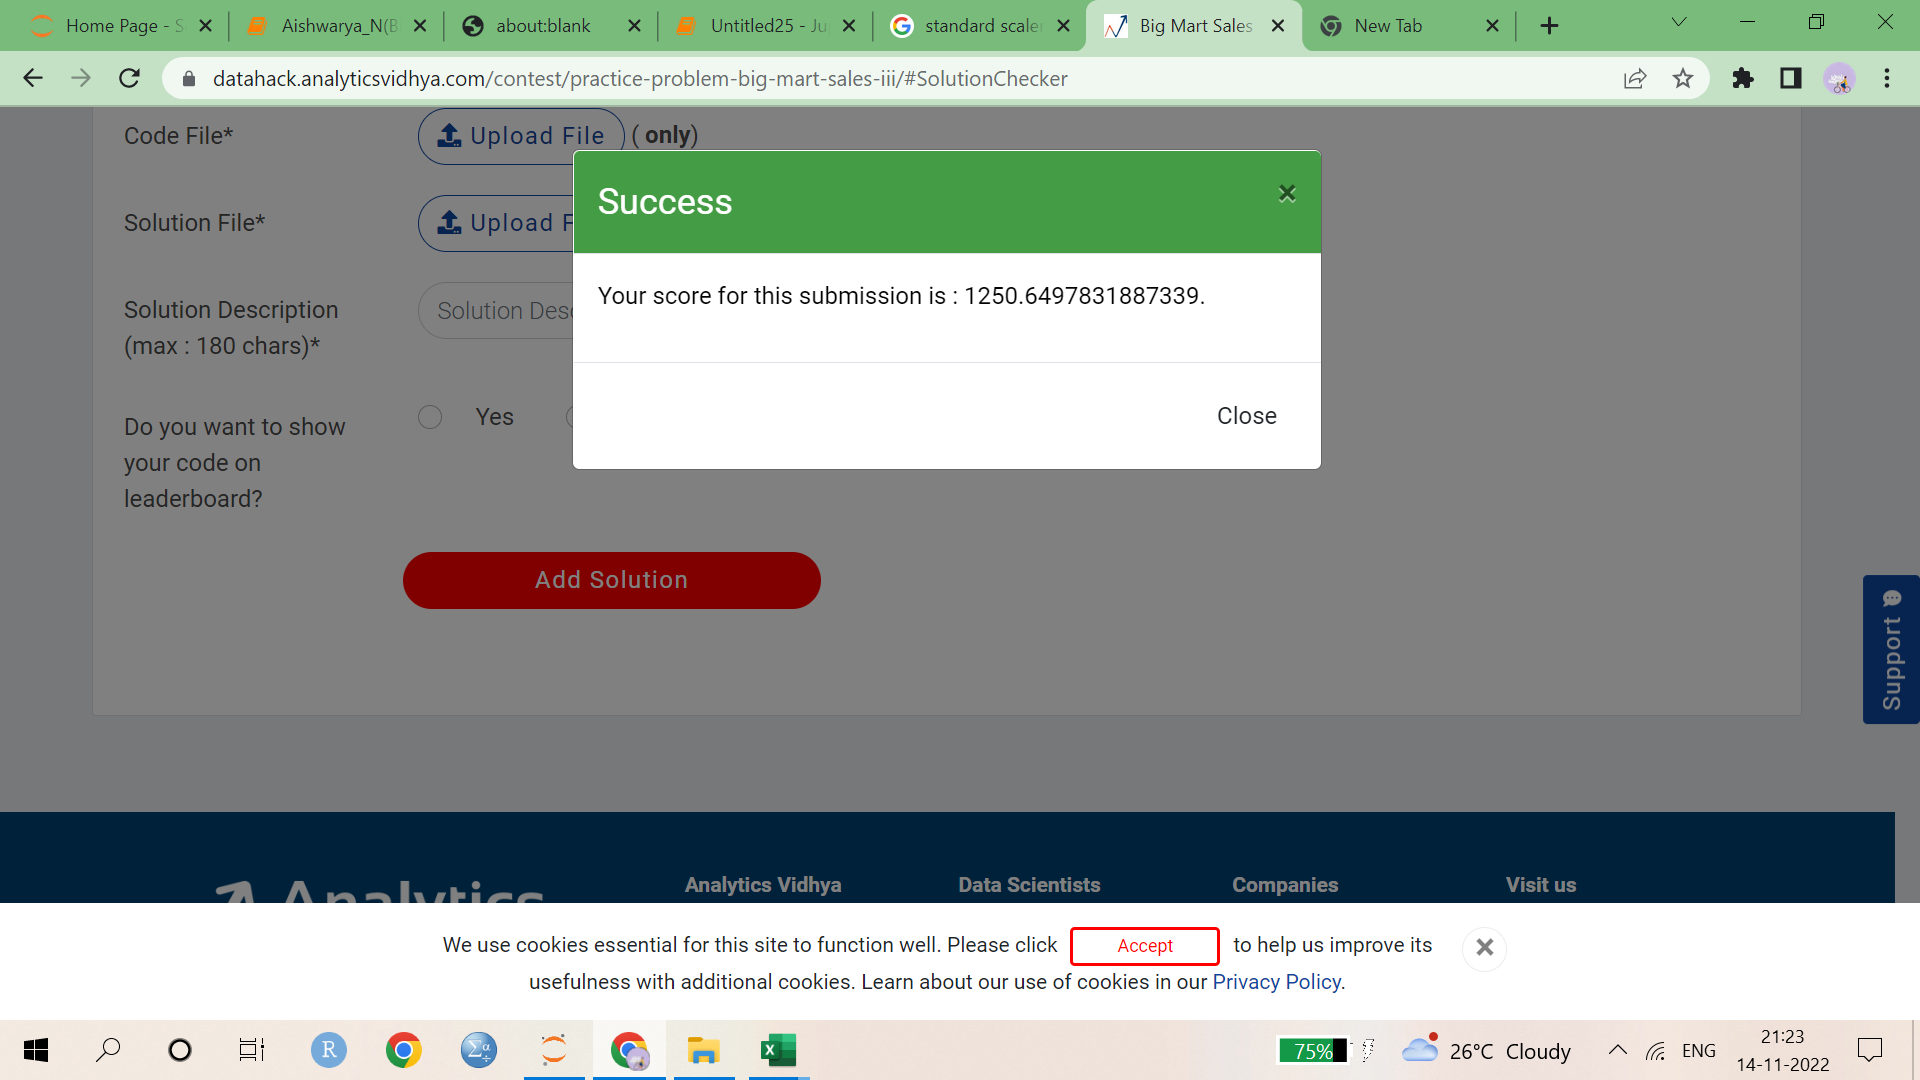 Home Page - S
Aishwarya_N(B
about:blank
Untitled25 - Ju
standard scaler
Big Mart Sales
New Tab
datahack.analyticsvidhya.com/contest/practice-problem-big-mart-sales-iii/#SolutionChecker
Code File*
Upload File ( only)
Success
Solution File*
Upload F
Your score for this submission is : 1250.6497831887339.
Solution Description
(max : 180 chars)*
Solution Desc
Close
Do you want to show
your code on
leaderboard?
Yes
Add Solution
Support
Analytics
Analytics Vidhya
Data Scientists
Companies
Visit us
We use cookies essential for this site to function well. Please click Accept to help us improve its
usefulness with additional cookies. Learn about our use of cookies in our Privacy Policy.
R
Σα
X
75%
26°C Cloudy
ENG
21:23
14-11-2022